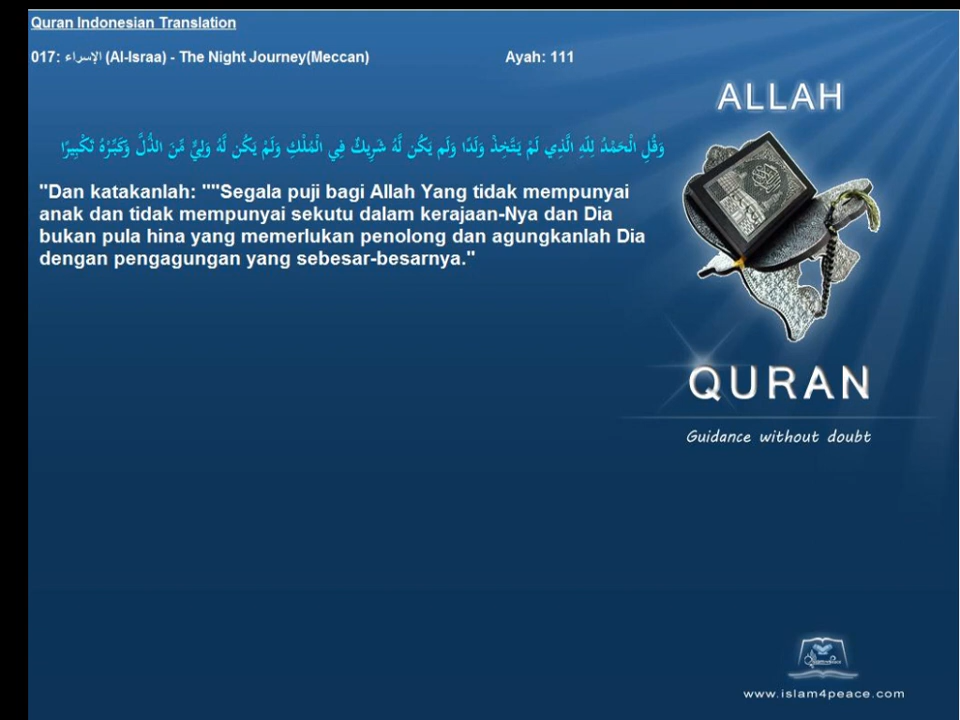 Quran Indonesian Translation
017: الإسراء (Al-Israa) - The Night Journey(Meccan) Ayah: 111
ALLAH
وَقُلِ الْحَمْدُ لِلّهِ الَّذِي لَمْ يَتَّخِذْ وَلَدًا وَلَم يَكُن لَّهُ شَرِيكٌ فِي الْمُلْكِ وَلَمْ يَكُن لَّهُ وَلِيٌّ مِّنَ الذُّلَّ وَكَبِّرْهُ تَكْبِيرًا
"Dan katakanlah: ""Segala puji bagi Allah Yang tidak mempunyai
anak dan tidak mempunyai sekutu dalam kerajaan-Nya dan Dia
bukan pula hina yang memerlukan penolong dan agungkanlah Dia
dengan pengagungan yang sebesar-besarnya."
QURAN
Guidance without doubt
www.islam4peace.com